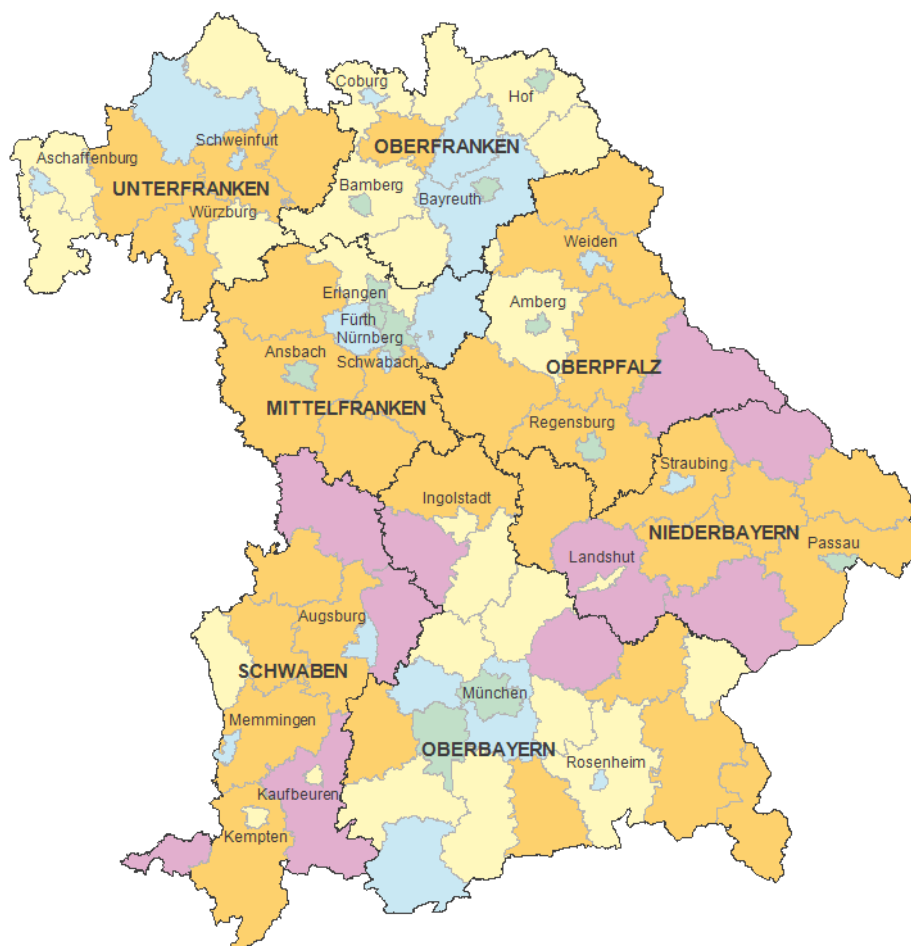 Coburg
Hof
Schweinfurt
OBERFRANKEN
Aschaffenburg
UNTERFRANKEN
Bamberg
Bayreuth
Würzburg
Weiden
Erlangen
Amberg
Fürth
Nürnberg
Ansbach
Schwabach
OBERPFALZ
MITTELFRANKEN
Regensburg
Straubing
Ingolstadt
NIEDERBAYERN
Passau
Landshut
Augsburg
SCHWABEN
München
Memmingen
OBERBAYERN
Rosenheim
Kaufbeuren
Kempten